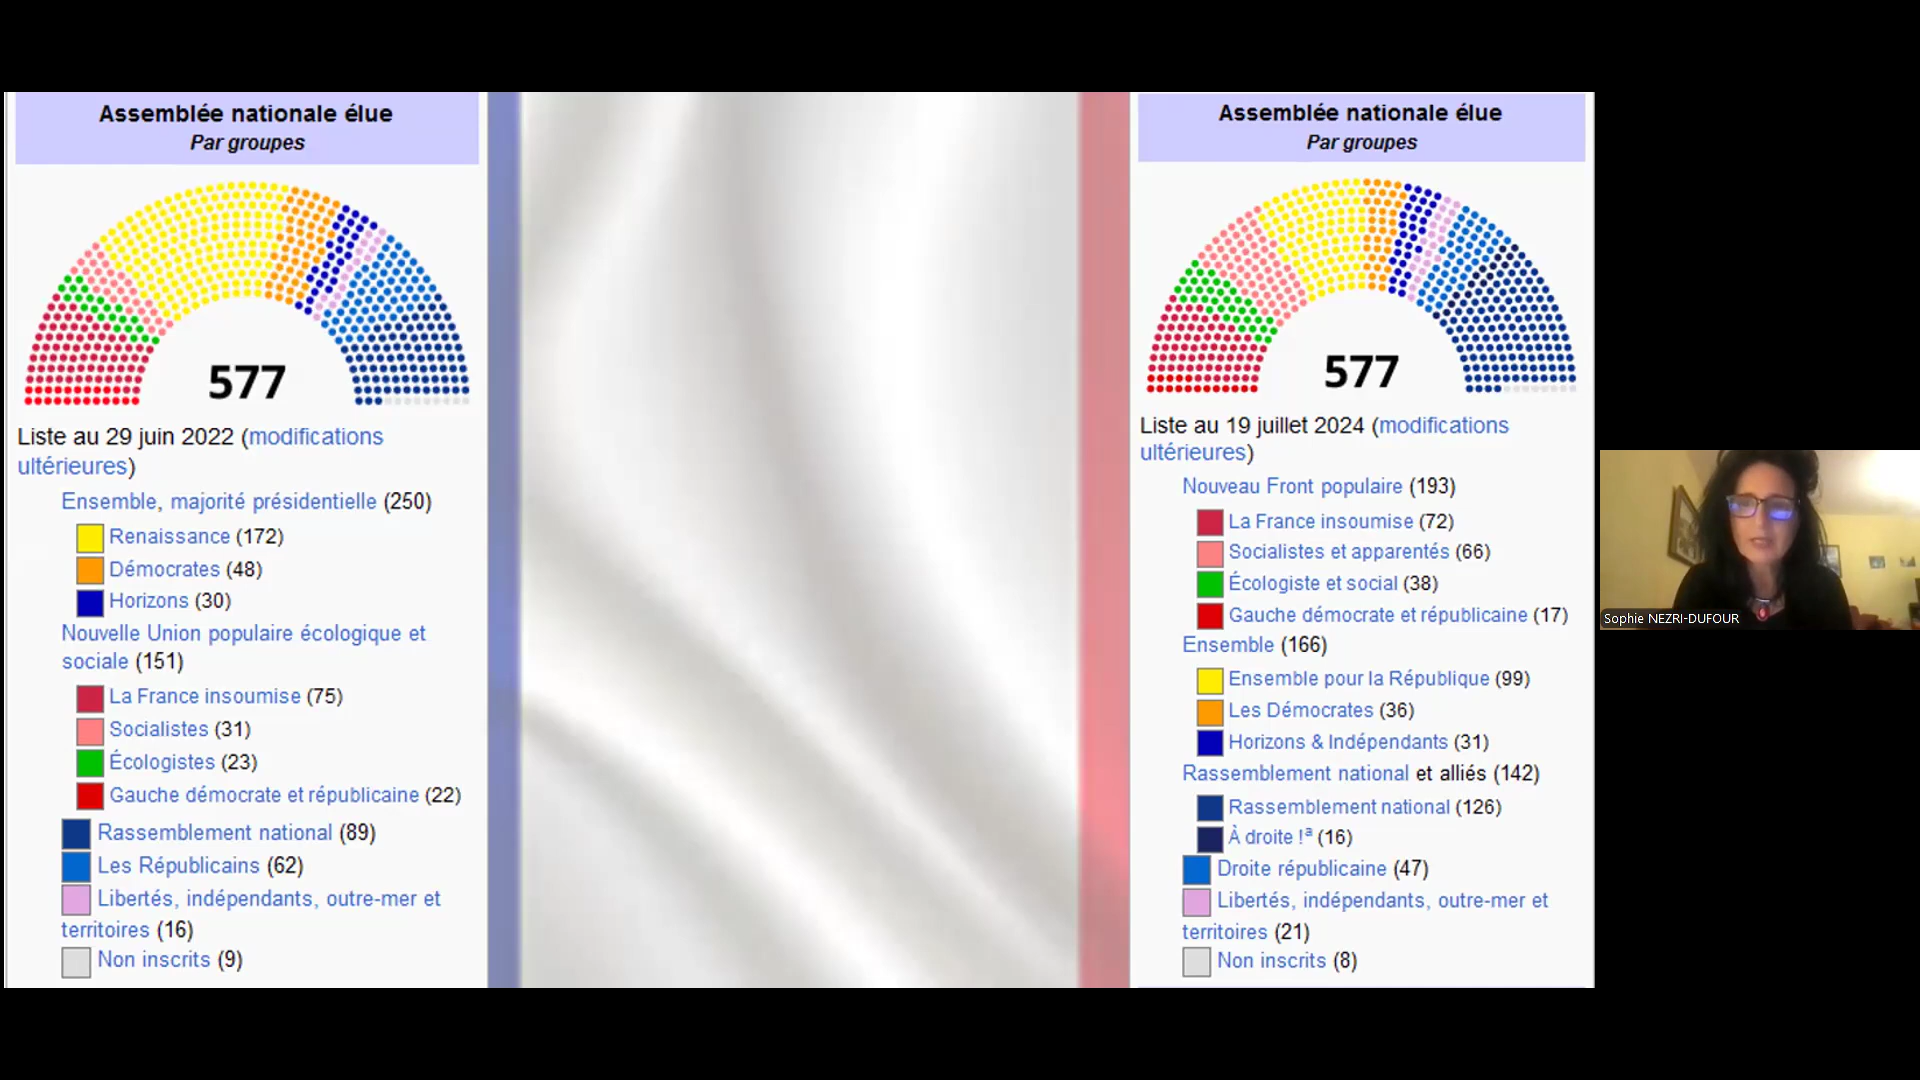 Assemblée nationale élue
Par groupes
577
Liste au 29 juin 2022 (modifications
ultérieures)
Ensemble, majorité présidentielle (250)
Renaissance (172)
Démocrates (48)
Horizons (30)
Nouvelle Union populaire écologique et
sociale (151)
La France insoumise (75)
Socialistes (31)
Écologistes (23)
Gauche démocrate et républicaine (22)
Rassemblement national (89)
Les Républicains (62)
Libertés, indépendants, outre-mer et
territoires (16)
Non inscrits (9)
Assemblée nationale élue
Par groupes
577
Liste au 19 juillet 2024 (modifications
ultérieures)
Nouveau Front populaire (193)
La France insoumise (72)
Socialistes et apparentés (66)
Écologiste et social (38)
Gauche démocrate et républicaine (17)
Ensemble (166)
Ensemble pour la République (99)
Les Démocrates (36)
Horizons & Indépendants (31)
Rassemblement national et alliés (142)
Rassemblement national (126)
À droite !ª (16)
Droite républicaine (47)
Libertés, indépendants, outre-mer et
territoires (21)
Non inscrits (8)
Sophie NEZRI-DUFOUR